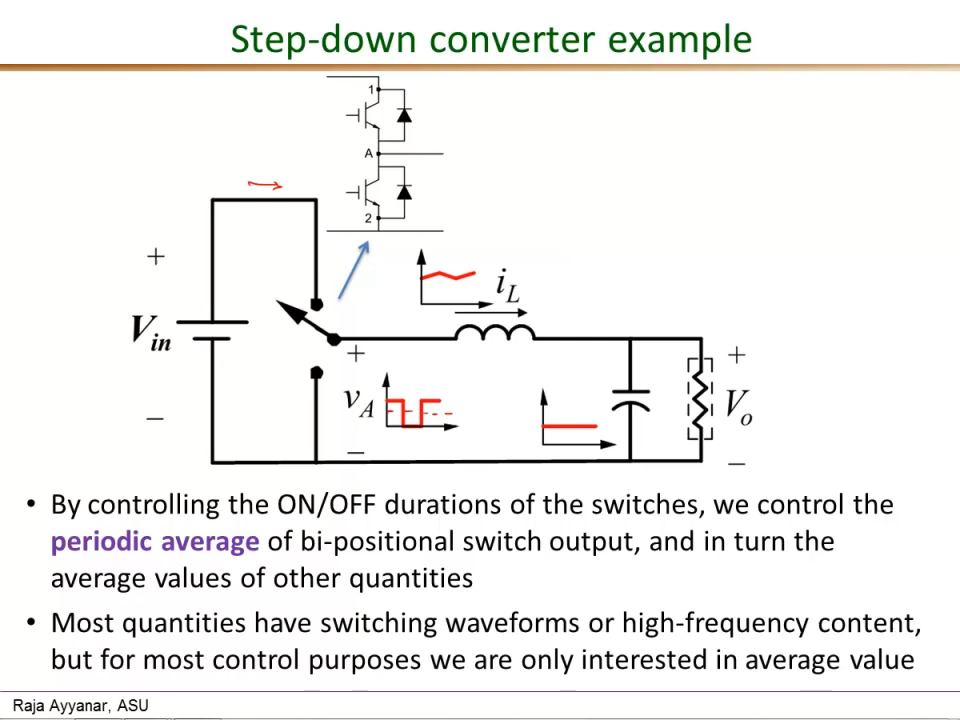 Step-down converter example
1
A
2
+
V_in
–
i_L
+
v_A
–
+
V_o
–
• By controlling the ON/OFF durations of the switches, we control the
periodic average of bi-positional switch output, and in turn the
average values of other quantities
• Most quantities have switching waveforms or high-frequency content,
but for most control purposes we are only interested in average value
Raja Ayyanar, ASU